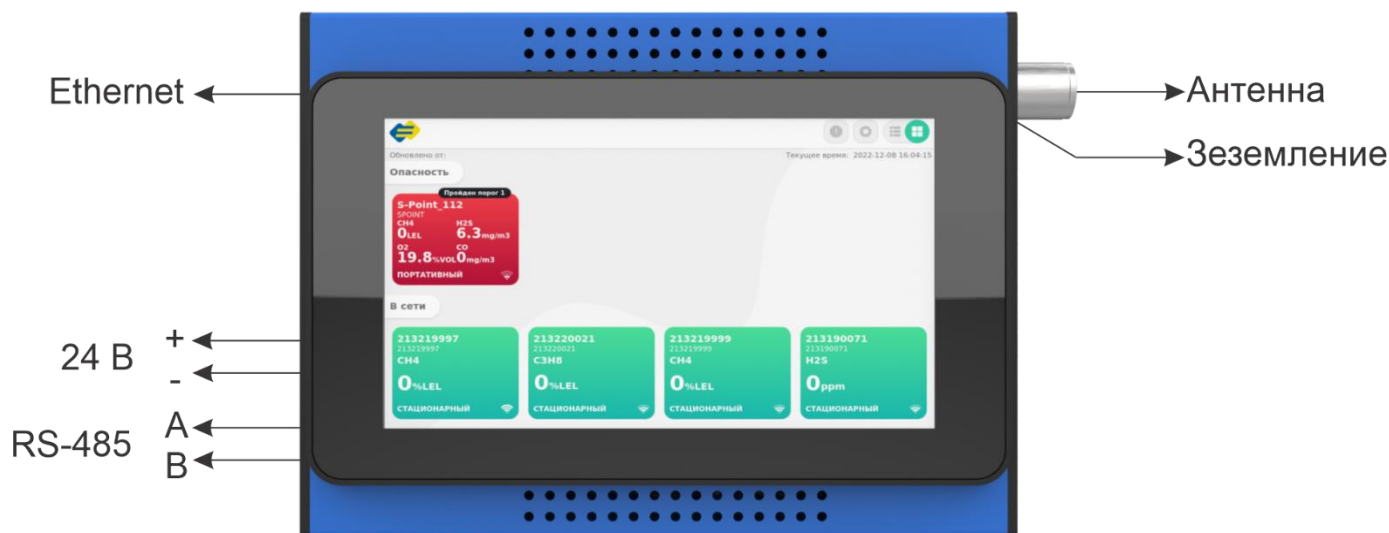 Ethernet
24 В
+
-
RS-485
A
B
Антенна
Зеземление
Обновлено от:
Текущее время: 2022-12-08 16:04:15
Опасность
Пройден порог 1
S-Point_112
SPOINT
CH4 H2S
0LEL 6.3mg/m3
O2 CO
19.8%VOL0mg/m3
ПОРТАТИВНЫЙ
В сети
213219997
213219997
CH4
0%LEL
СТАЦИОНАРНЫЙ
213220021
213220021
C3H8
0%LEL
СТАЦИОНАРНЫЙ
213219999
213219999
CH4
0%LEL
СТАЦИОНАРНЫЙ
213190071
213190071
H2S
0ppm
СТАЦИОНАРНЫЙ